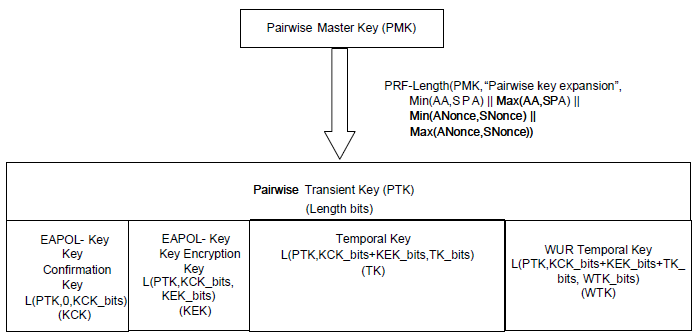 Pairwise Master Key (PMK)
PRF-Length(PMK,“Pairwise key expansion”,
Min(AA,SPA) || Max(AA,SPA) ||
Min(ANonce,SNonce) ||
Max(ANonce,SNonce))
Pairwise Transient Key (PTK)
(Length bits)
EAPOL- Key
Key
Confirmation
Key
L(PTK,0,KCK_bits)
(KCK)
EAPOL- Key
Key Encryption
Key
L(PTK,KCK_bits,
KEK_bits)
(KEK)
Temporal Key
L(PTK,KCK_bits+KEK_bits,TK_bits)
(TK)
WUR Temporal Key
L(PTK,KCK_bits+KEK_bits+TK_
bits, WTK_bits)
(WTK)